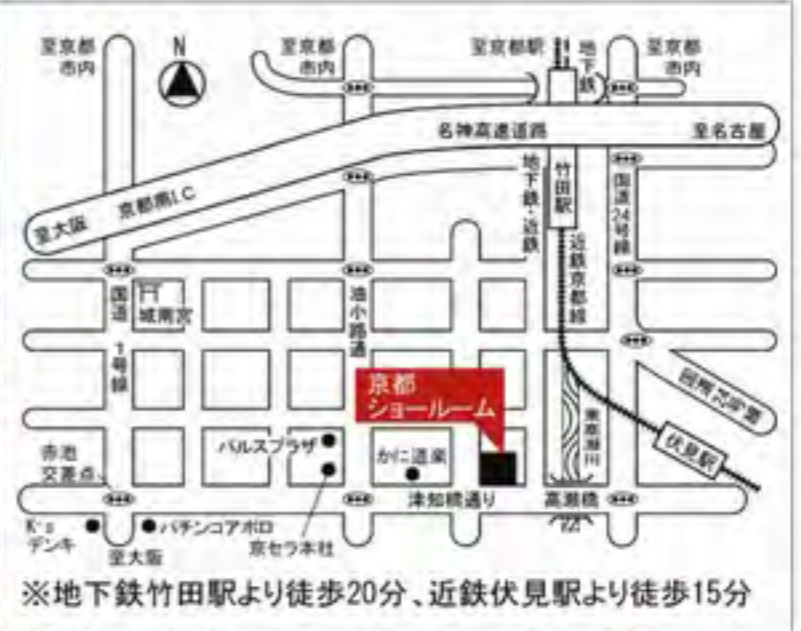 至京都
市内
N
至京都
市内
至京都駅
地下鉄
至京都
市内
名神高速道路
至名古屋
至大阪
京都南I.C
地下鉄・近鉄
竹田駅
国道24号線
近鉄京都線
国道
1号線
城南宮
油小路通
京都
ショールーム
東高瀬川
伏見駅
赤池
交差点
パルスプラザ
かに道楽
津知橋通り
高瀬橋
K's
デンキ
パチンコアポロ
京セラ本社
至大阪
※地下鉄竹田駅より徒歩20分、近鉄伏見駅より徒歩15分